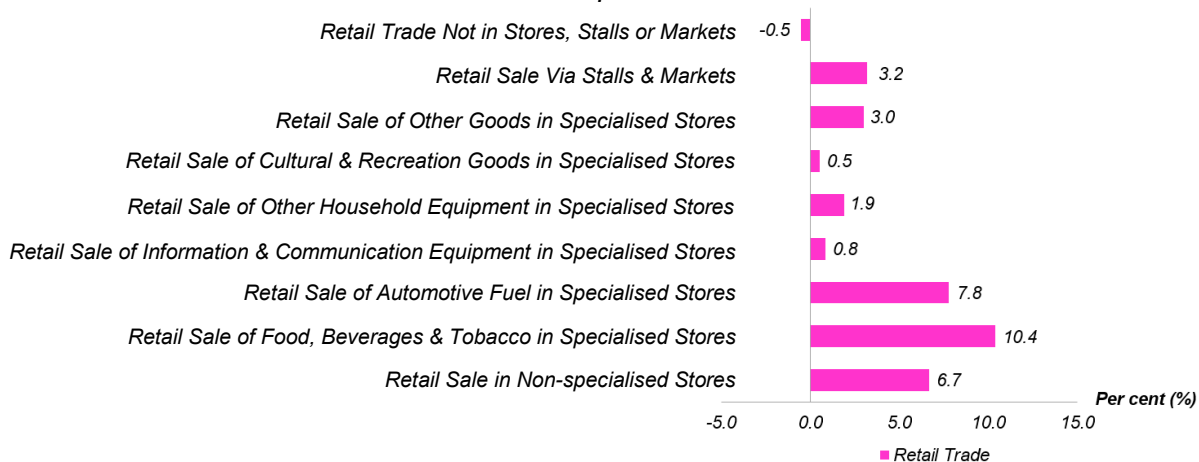 Retail Trade Not in Stores, Stalls or Markets -0.5
Retail Sale Via Stalls & Markets 3.2
Retail Sale of Other Goods in Specialised Stores 3.0
Retail Sale of Cultural & Recreation Goods in Specialised Stores 0.5
Retail Sale of Other Household Equipment in Specialised Stores 1.9
Retail Sale of Information & Communication Equipment in Specialised Stores 0.8
Retail Sale of Automotive Fuel in Specialised Stores 7.8
Retail Sale of Food, Beverages & Tobacco in Specialised Stores 10.4
Retail Sale in Non-specialised Stores 6.7
Per cent (%)
-5.0 0.0 5.0 10.0 15.0
Retail Trade